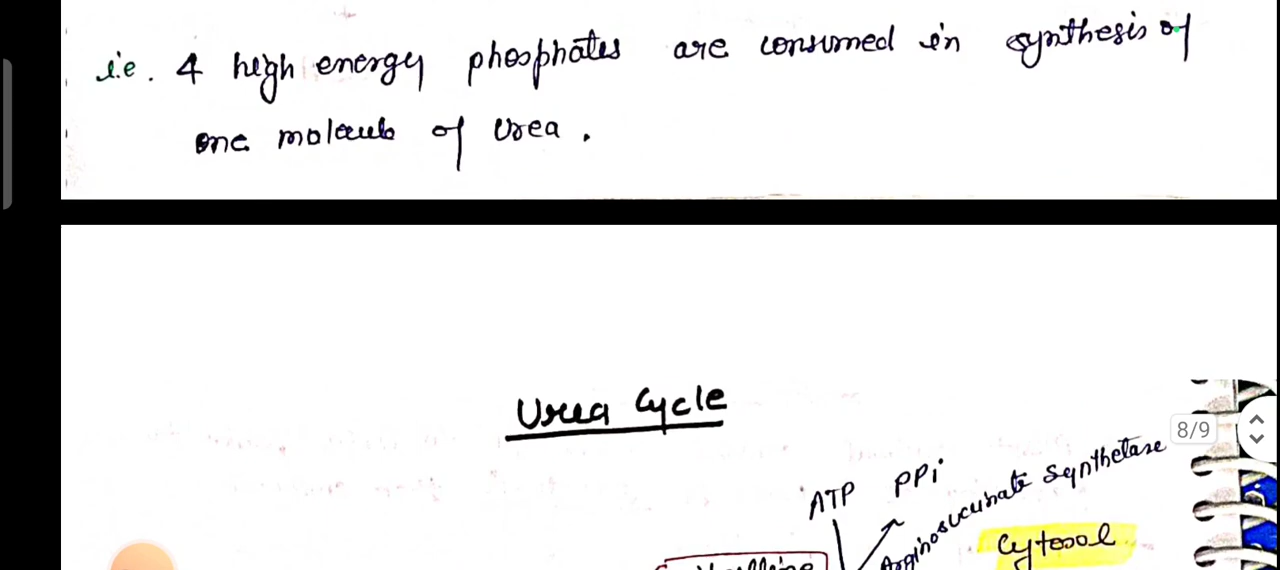 i.e. 4 high energy phosphates are consumed in synthesis of
one molecule of Urea.
Urea Cycle
8/9
ATP PPi
Arginosuccinate Synthetase
Cytosol